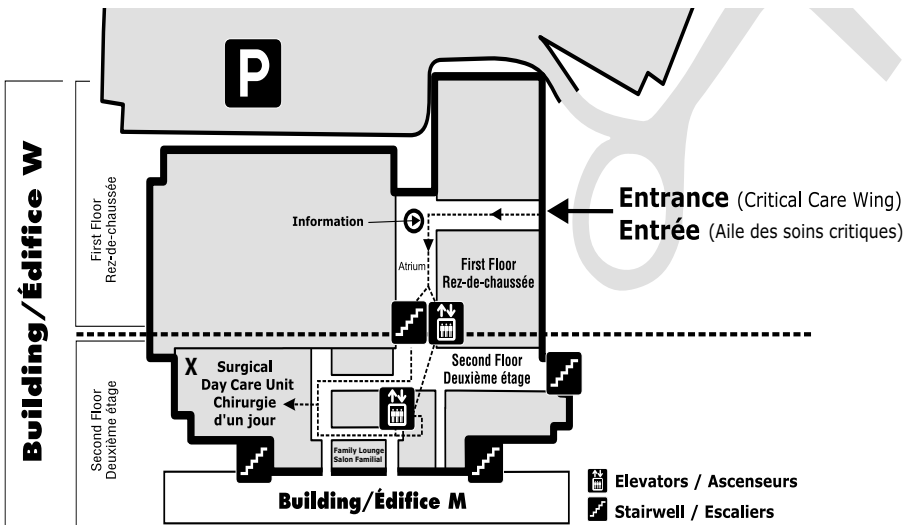 P
Building/Édifice W
First Floor
Rez-de-chaussée
Information
Entrance (Critical Care Wing)
Entrée (Aile des soins critiques)
Atrium
First Floor
Rez-de-chaussée
Second Floor
Deuxième étage
Second Floor
Deuxième étage
X
Surgical
Day Care Unit
Chirurgie
d'un jour
Family Lounge
Salon Familial
Building/Édifice M
Elevators / Ascenseurs
Stairwell / Escaliers